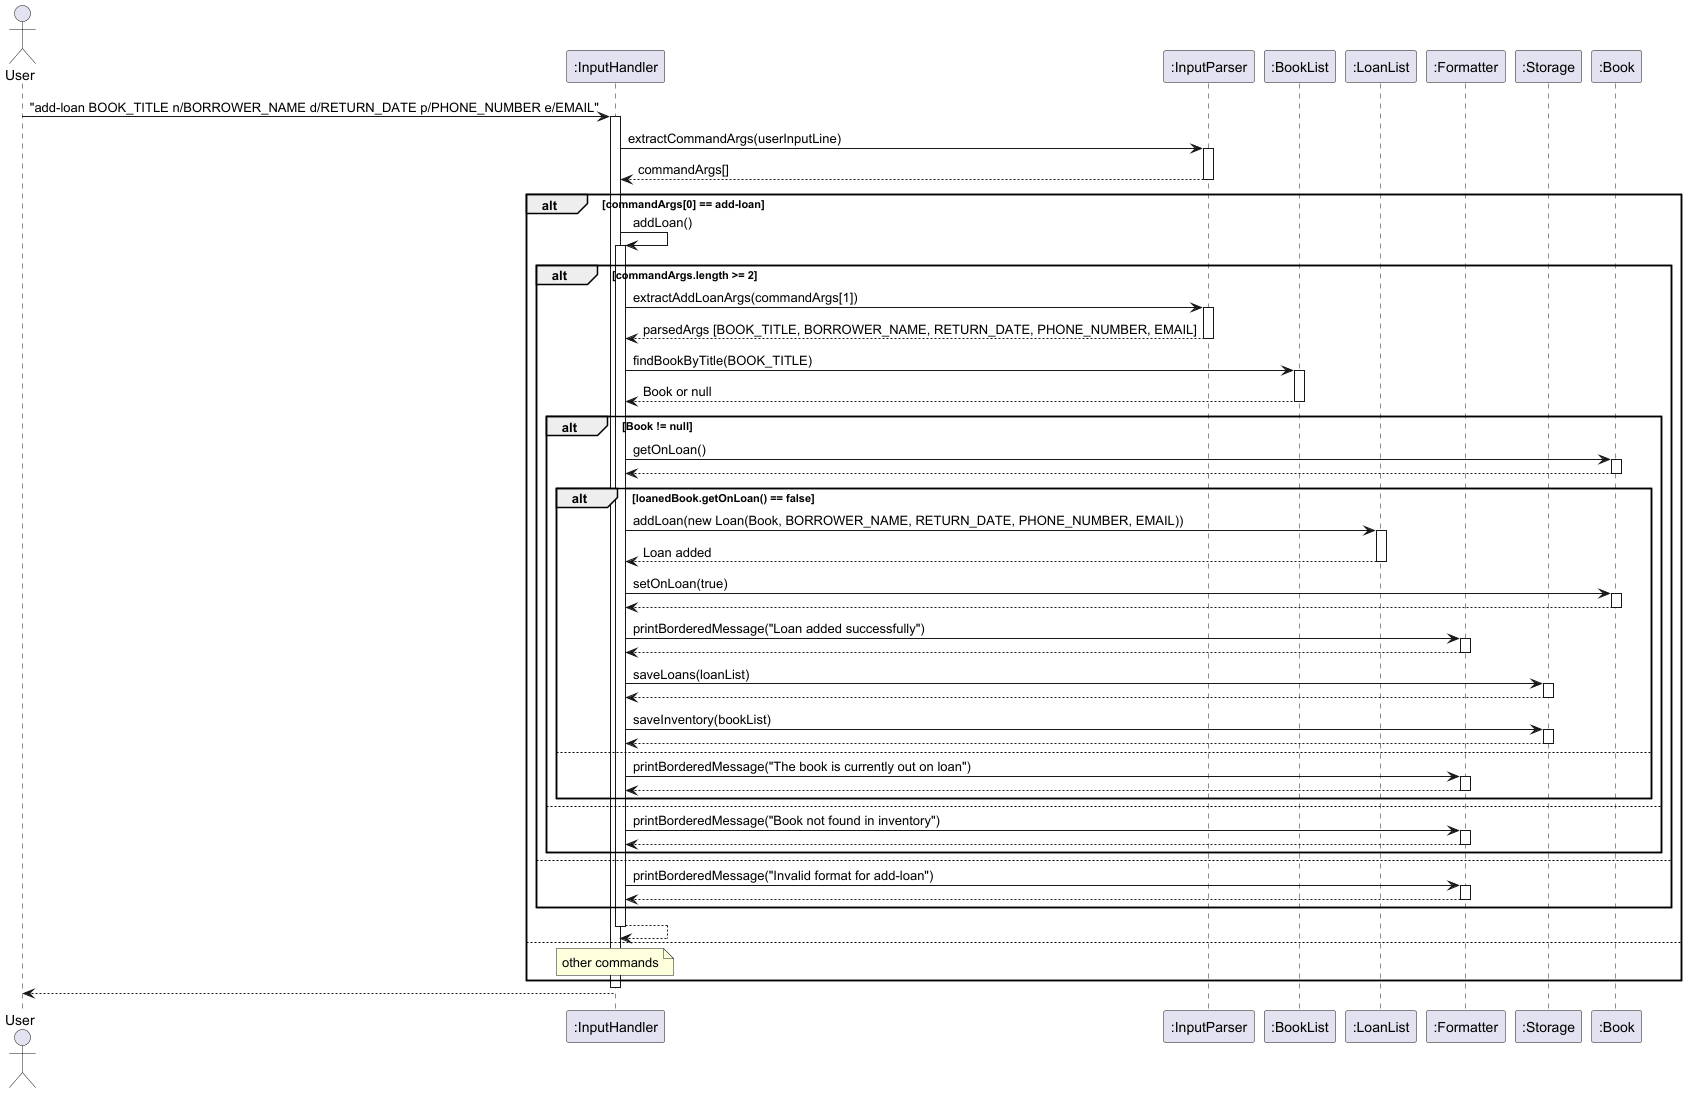 User
:InputHandler
:InputParser
:BookList
:LoanList
:Formatter
:Storage
:Book
"add-loan BOOK_TITLE n/BORROWER_NAME d/RETURN_DATE p/PHONE_NUMBER e/EMAIL"
extractCommandArgs(userInputLine)
commandArgs[]
alt [commandArgs[0] == add-loan]
addLoan()
alt [commandArgs.length >= 2]
extractAddLoanArgs(commandArgs[1])
parsedArgs [BOOK_TITLE, BORROWER_NAME, RETURN_DATE, PHONE_NUMBER, EMAIL]
findBookByTitle(BOOK_TITLE)
Book or null
alt [Book != null]
getOnLoan()
alt [loanedBook.getOnLoan() == false]
addLoan(new Loan(Book, BORROWER_NAME, RETURN_DATE, PHONE_NUMBER, EMAIL))
Loan added
setOnLoan(true)
printBorderedMessage("Loan added successfully")
saveLoans(loanList)
saveInventory(bookList)
printBorderedMessage("The book is currently out on loan")
printBorderedMessage("Book not found in inventory")
printBorderedMessage("Invalid format for add-loan")
other commands
User
:InputHandler
:InputParser
:BookList
:LoanList
:Formatter
:Storage
:Book